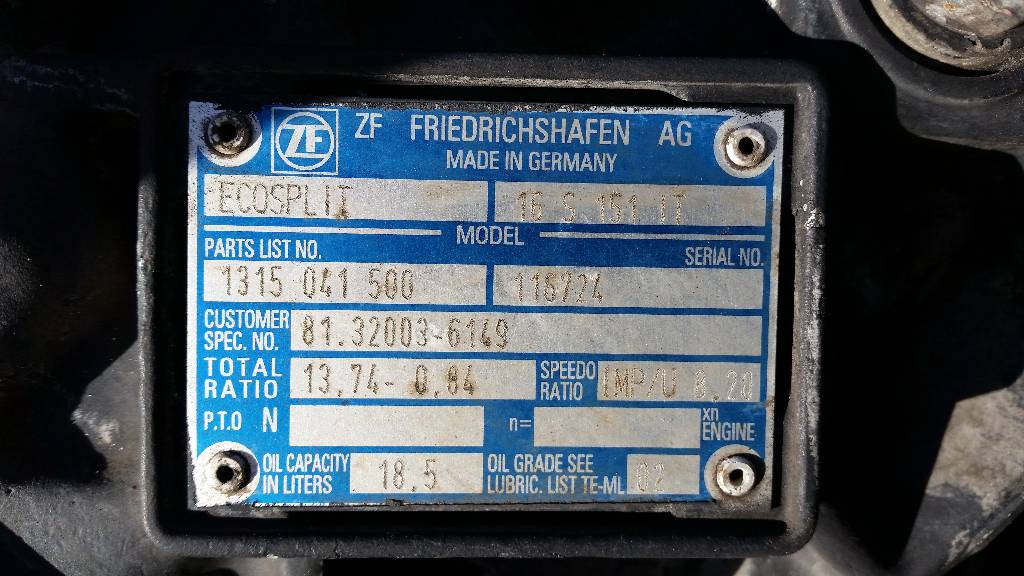 ZF ZF FRIEDRICHSHAFEN AG
MADE IN GERMANY
ECOSPLIT 16 S 151 IT
MODEL
PARTS LIST NO. SERIAL NO.
1315 041 500 116724
CUSTOMER
SPEC. NO. 81.32003-6149
TOTAL
RATIO 13,74- 0,84 SPEEDO
RATIO IMP/U 8,20
P.T.O N n= xn
ENGINE
OIL CAPACITY
IN LITERS 18,5 OIL GRADE SEE
LUBRIC. LIST TE-ML 02